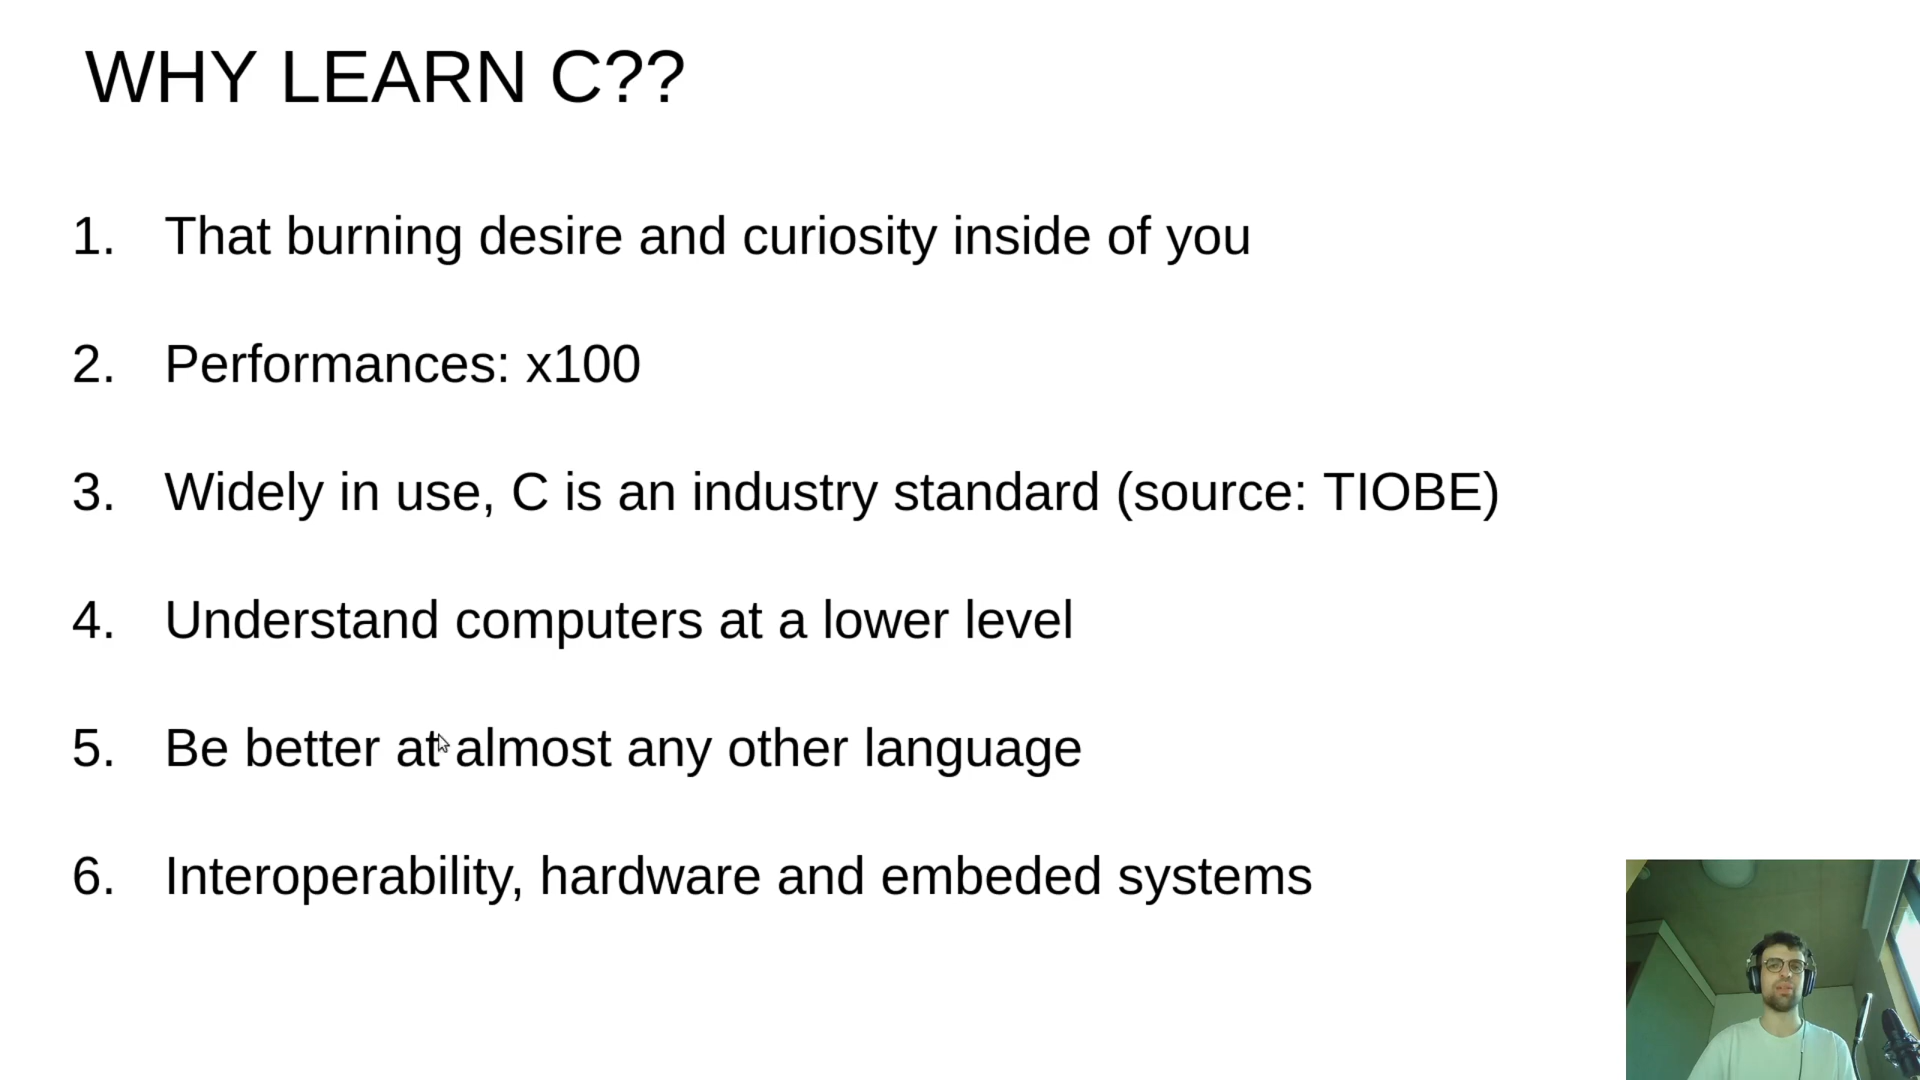 WHY LEARN C??
1. That burning desire and curiosity inside of you
2. Performances: x100
3. Widely in use, C is an industry standard (source: TIOBE)
4. Understand computers at a lower level
5. Be better at almost any other language
6. Interoperability, hardware and embeded systems